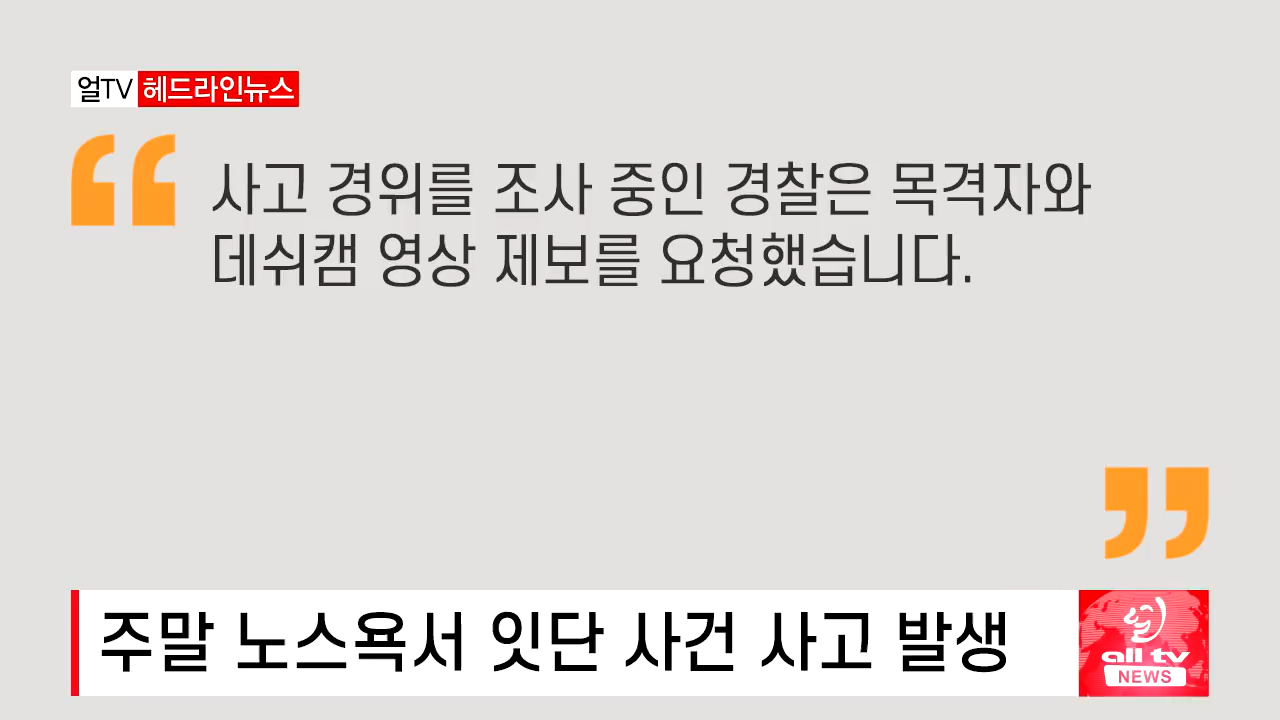 얼TV 헤드라인뉴스
사고 경위를 조사 중인 경찰은 목격자와
데쉬캠 영상 제보를 요청했습니다.
주말 노스욕서 잇단 사건 사고 발생
all tv
NEWS